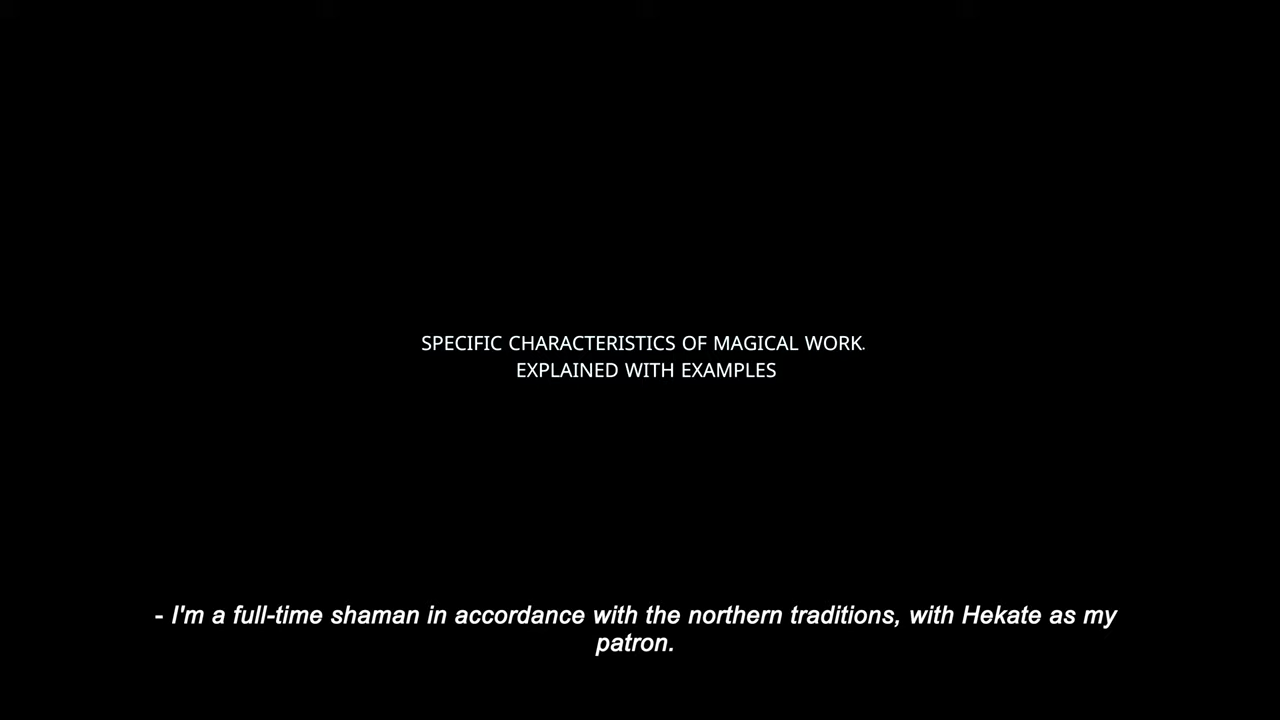 SPECIFIC CHARACTERISTICS OF MAGICAL WORK.
EXPLAINED WITH EXAMPLES
- I'm a full-time shaman in accordance with the northern traditions, with Hekate as my
patron.